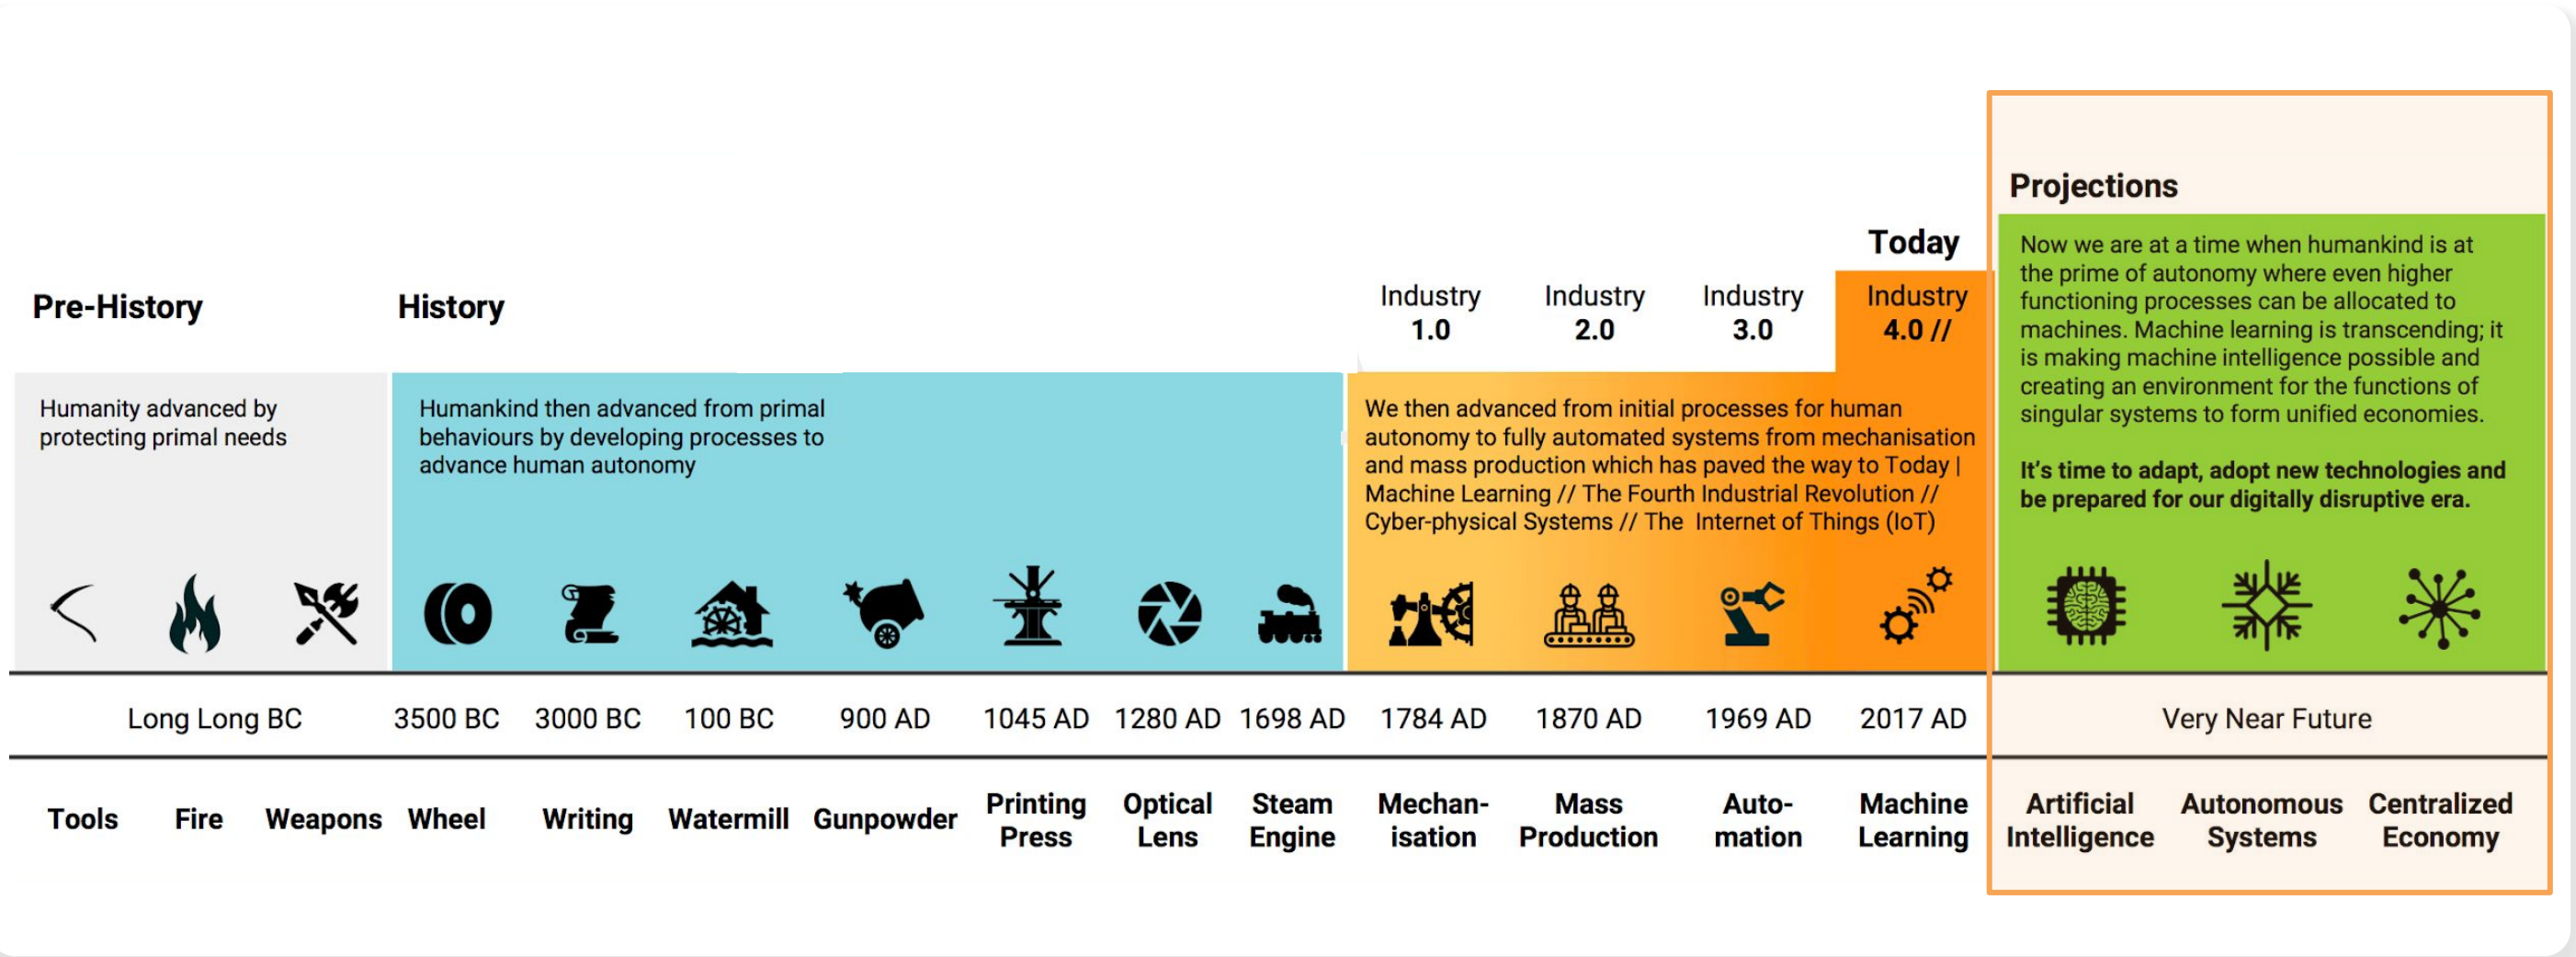 Projections
Today
Pre-History
History
Industry
1.0
Industry
2.0
Industry
3.0
Industry
4.0 //
Humanity advanced by
protecting primal needs
Humankind then advanced from primal
behaviours by developing processes to
advance human autonomy
We then advanced from initial processes for human
autonomy to fully automated systems from mechanisation
and mass production which has paved the way to Today |
Machine Learning // The Fourth Industrial Revolution //
Cyber-physical Systems // The Internet of Things (IoT)
Now we are at a time when humankind is at
the prime of autonomy where even higher
functioning processes can be allocated to
machines. Machine learning is transcending; it
is making machine intelligence possible and
creating an environment for the functions of
singular systems to form unified economies.
It's time to adapt, adopt new technologies and
be prepared for our digitally disruptive era.
Long Long BC
3500 BC
3000 BC
100 BC
900 AD
1045 AD
1280 AD
1698 AD
1784 AD
1870 AD
1969 AD
2017 AD
Very Near Future
Tools
Fire
Weapons
Wheel
Writing
Watermill
Gunpowder
Printing
Press
Optical
Lens
Steam
Engine
Mechan-
isation
Mass
Production
Auto-
mation
Machine
Learning
Artificial
Intelligence
Autonomous
Systems
Centralized
Economy